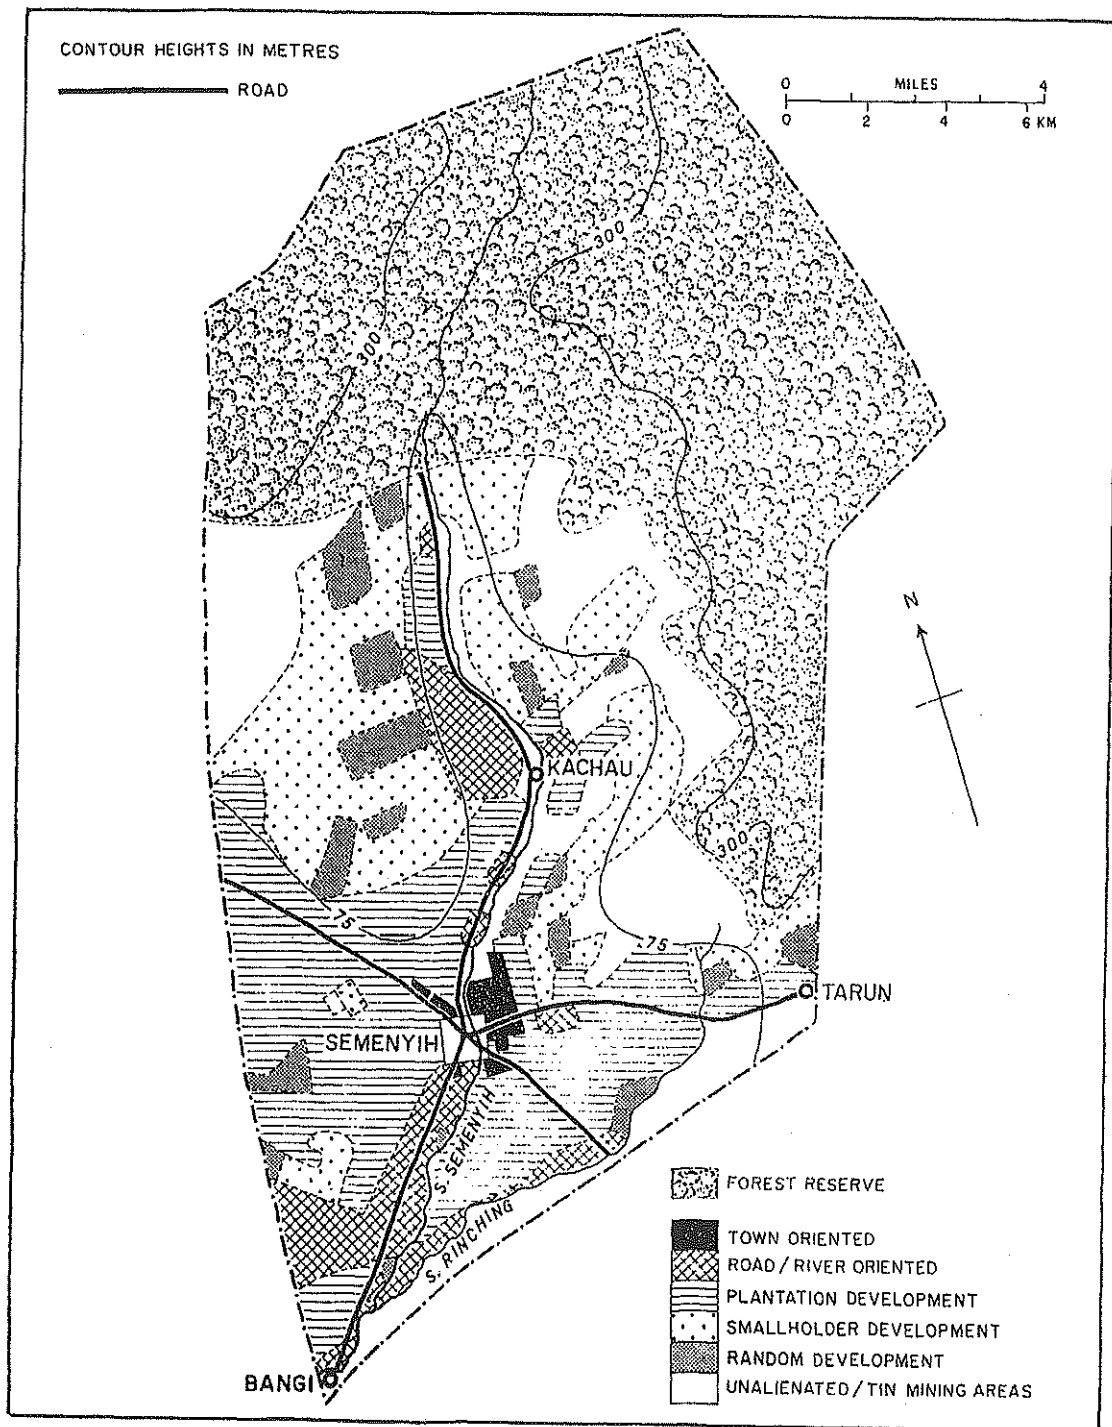 CONTOUR HEIGHTS IN METRES
ROAD
0 MILES 4
0 2 4 6 KM
300
300
N
KACHAU
300
75
75
TARUN
SEMENYIH
S. SEMENYIH
S. RINCHING
BANGI
FOREST RESERVE
TOWN ORIENTED
ROAD / RIVER ORIENTED
PLANTATION DEVELOPMENT
SMALLHOLDER DEVELOPMENT
RANDOM DEVELOPMENT
UNALIENATED / TIN MINING AREAS